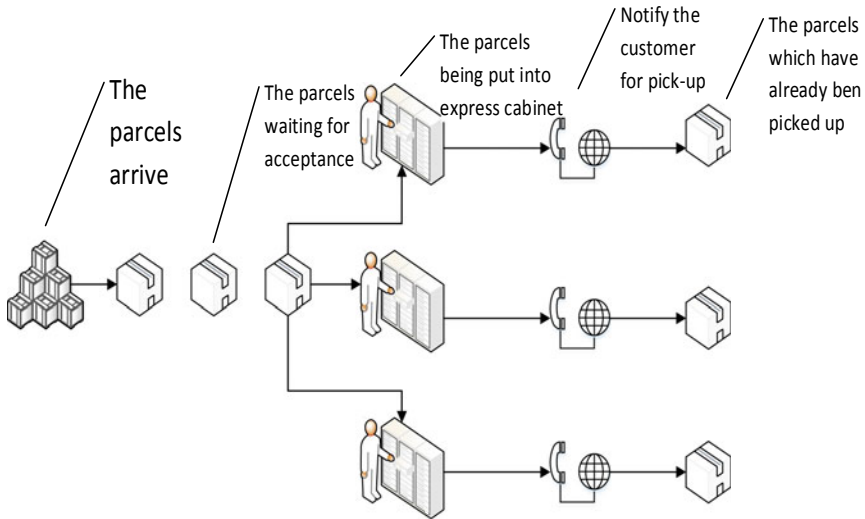 The
parcels
arrive
The parcels
waiting for
acceptance
The parcels
being put into
express cabinet
Notify the
customer
for pick-up
The parcels
which have
already ben
picked up